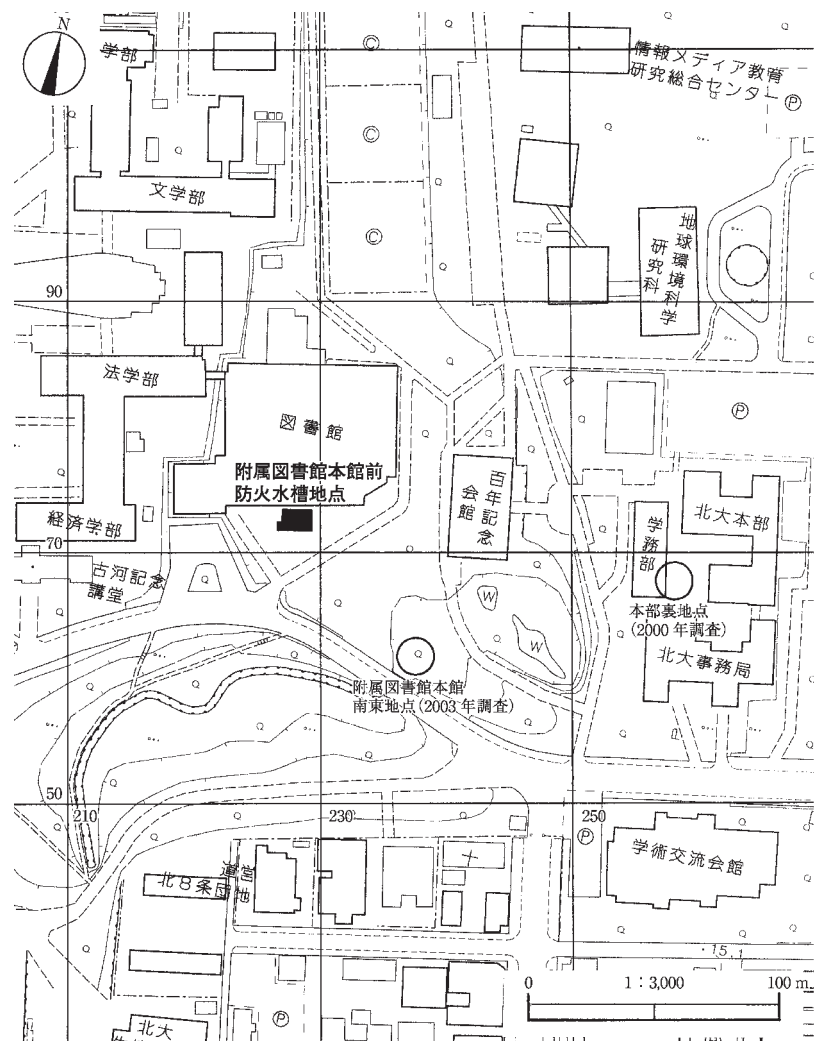 N
学部
情報メディア教育
研究総合センター
P
C
C
文学部
C
地球環境科学
研究科
90
法学部
P
図書館
附属図書館本館前
防火水槽地点
百年記念
会館
北大本部
学務部
経済学部
70
古河記念
講堂
本部裏地点
(2000年調査)
W
W
北大事務局
附属図書館本館
南東地点(2003年調査)
50
210
230
250
P
学術交流会館
道営
北8条団地
・15.1
0
1:3,000
100 m
P
北大